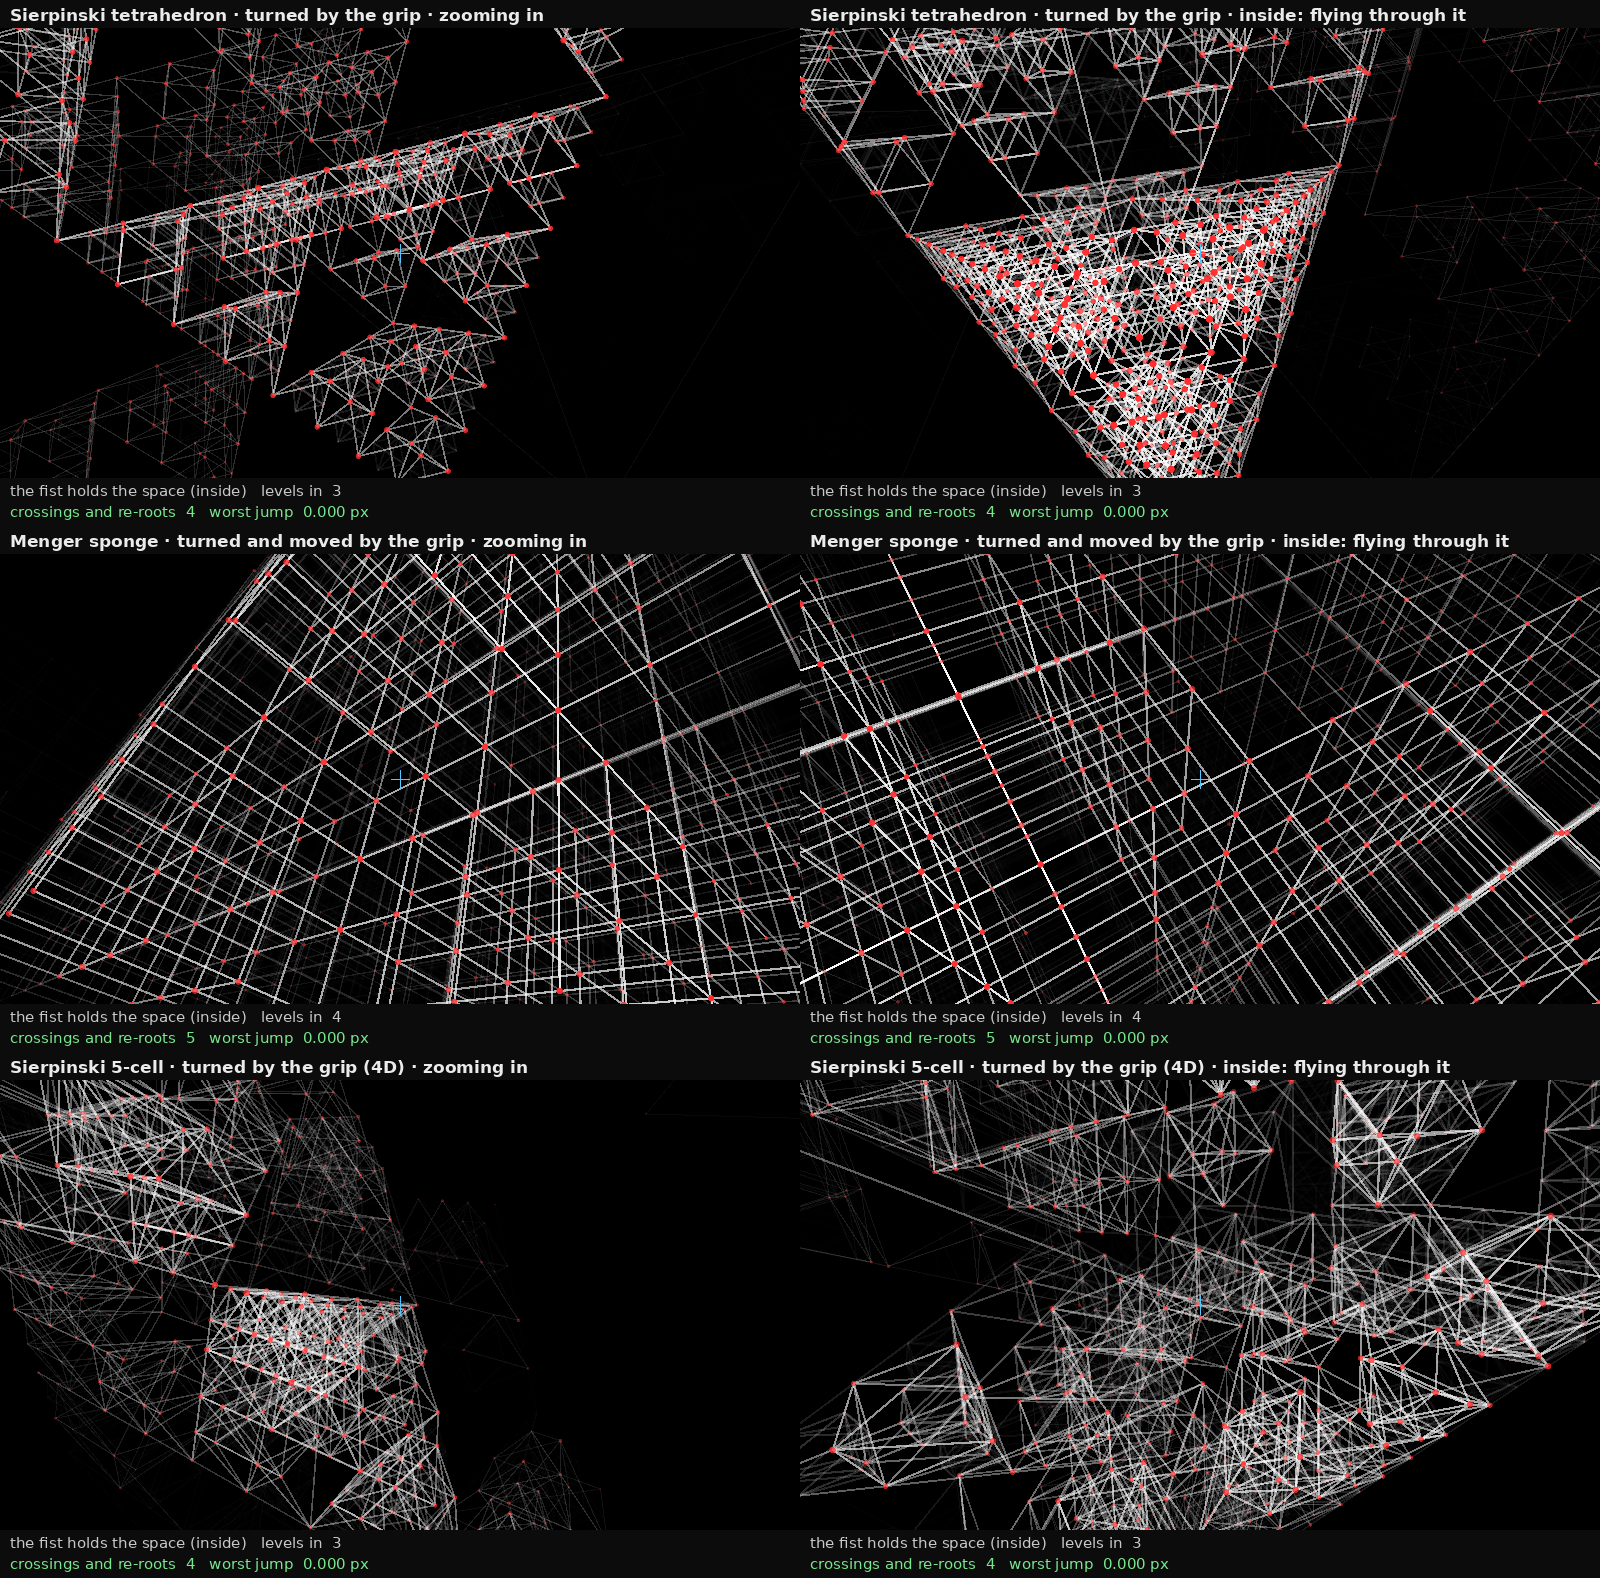 Sierpinski tetrahedron · turned by the grip · zooming in
Sierpinski tetrahedron · turned by the grip · inside: flying through it
the fist holds the space (inside)   levels in  3
crossings and re-roots  4   worst jump  0.000 px
the fist holds the space (inside)   levels in  3
crossings and re-roots  4   worst jump  0.000 px
Menger sponge · turned and moved by the grip · zooming in
Menger sponge · turned and moved by the grip · inside: flying through it
the fist holds the space (inside)   levels in  4
crossings and re-roots  5   worst jump  0.000 px
the fist holds the space (inside)   levels in  4
crossings and re-roots  5   worst jump  0.000 px
Sierpinski 5-cell · turned by the grip (4D) · zooming in
Sierpinski 5-cell · turned by the grip (4D) · inside: flying through it
the fist holds the space (inside)   levels in  3
crossings and re-roots  4   worst jump  0.000 px
the fist holds the space (inside)   levels in  3
crossings and re-roots  4   worst jump  0.000 px